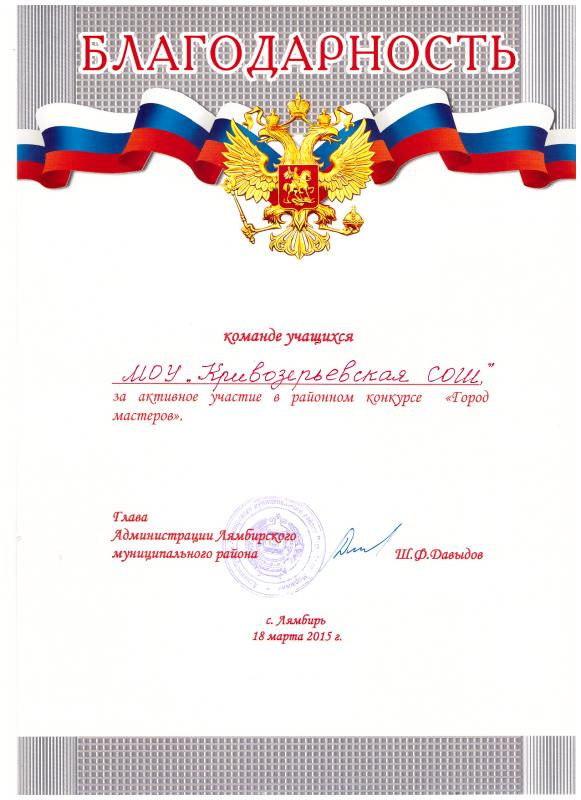 БЛАГОДАРНОСТЬ
команде учащихся
МОУ „Кривозерьевская СОШ,"
за активное участие в районном конкурсе «Город
мастеров».
Глава
Администрации Лямбирского
муниципального района Ш.Ф.Давыдов
с. Лямбирь
18 марта 2015 г.